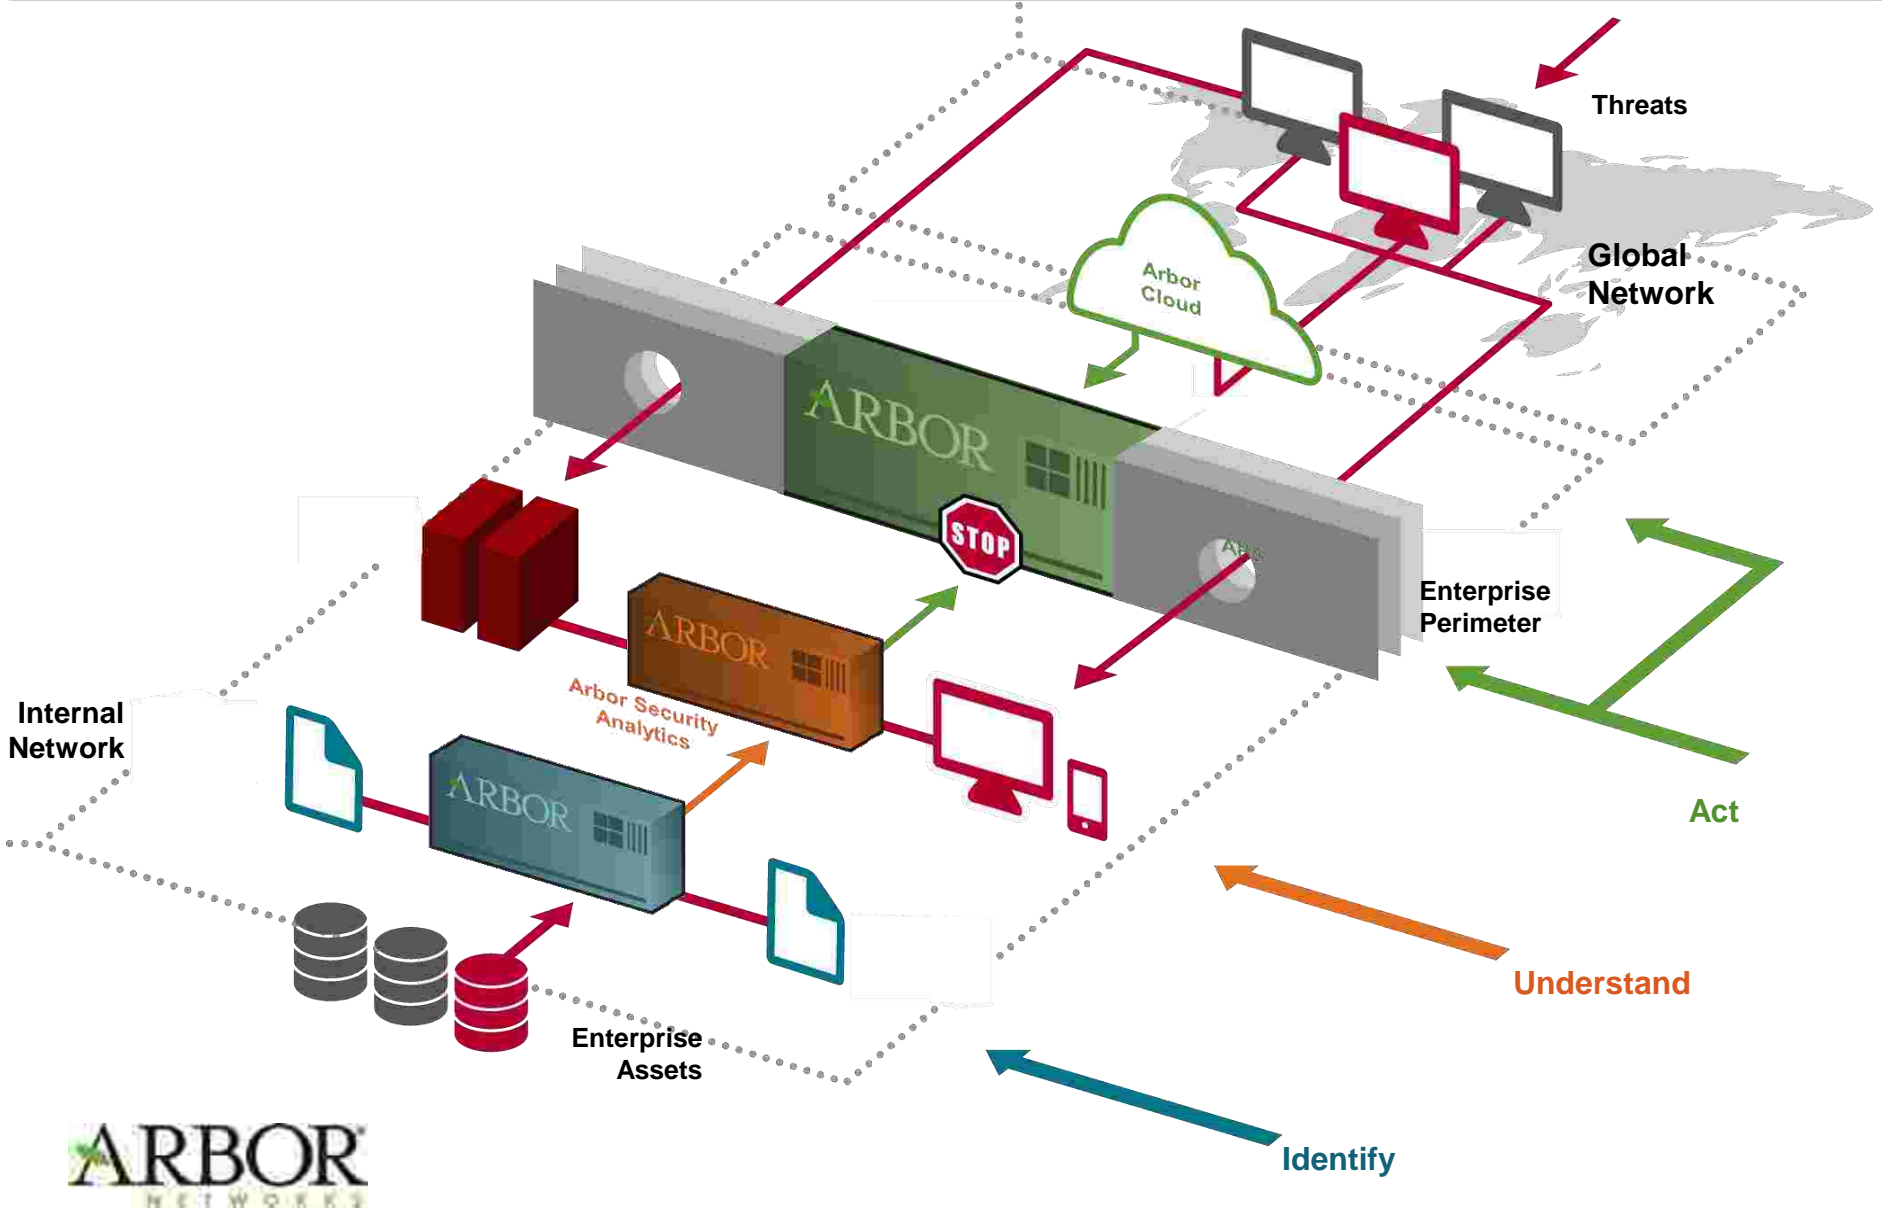 Threats
Global
Network
Arbor
Cloud
ARBOR
STOP
Enterprise
Perimeter
ARBOR
Arbor Security
Analytics
Internal
Network
ARBOR
Act
Understand
Enterprise
Assets
Identify
ARBOR
NETWORKS